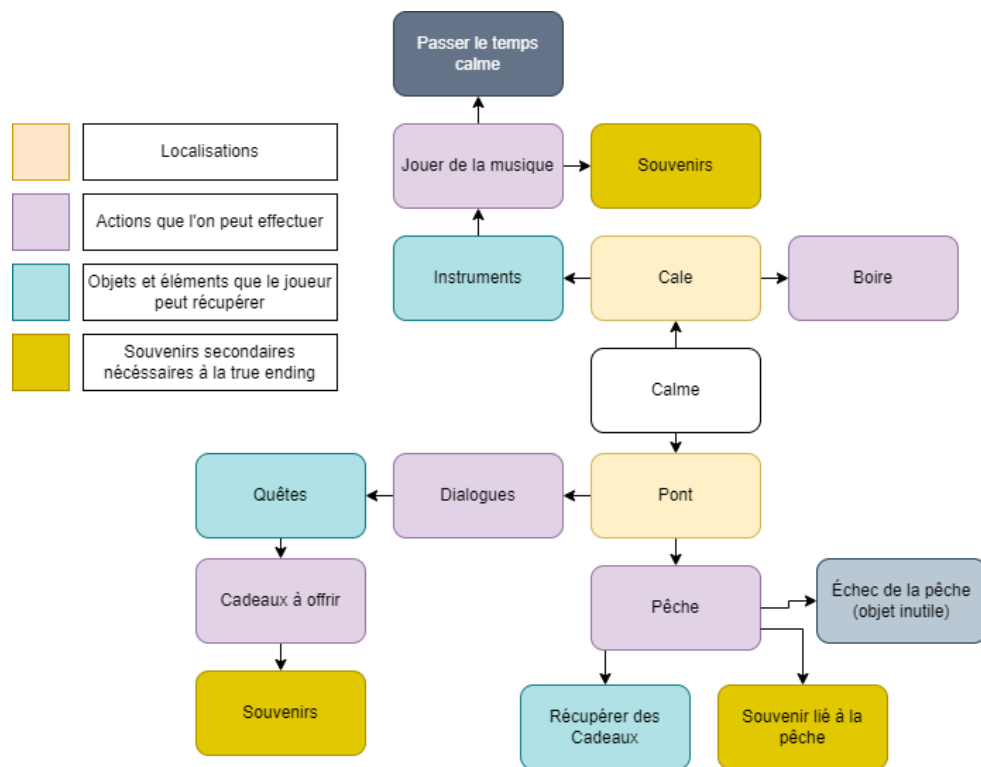 Passer le temps
calme
Localisations
Jouer de la musique
Souvenirs
Actions que l'on peut effectuer
Objets et éléments que le joueur
peut récupérer
Instruments
Cale
Boire
Souvenirs secondaires
nécéssaires à la true ending
Calme
Quêtes
Dialogues
Pont
Cadeaux à offrir
Pêche
Échec de la pêche
(objet inutile)
Souvenirs
Récupérer des
Cadeaux
Souvenir lié à la
pêche